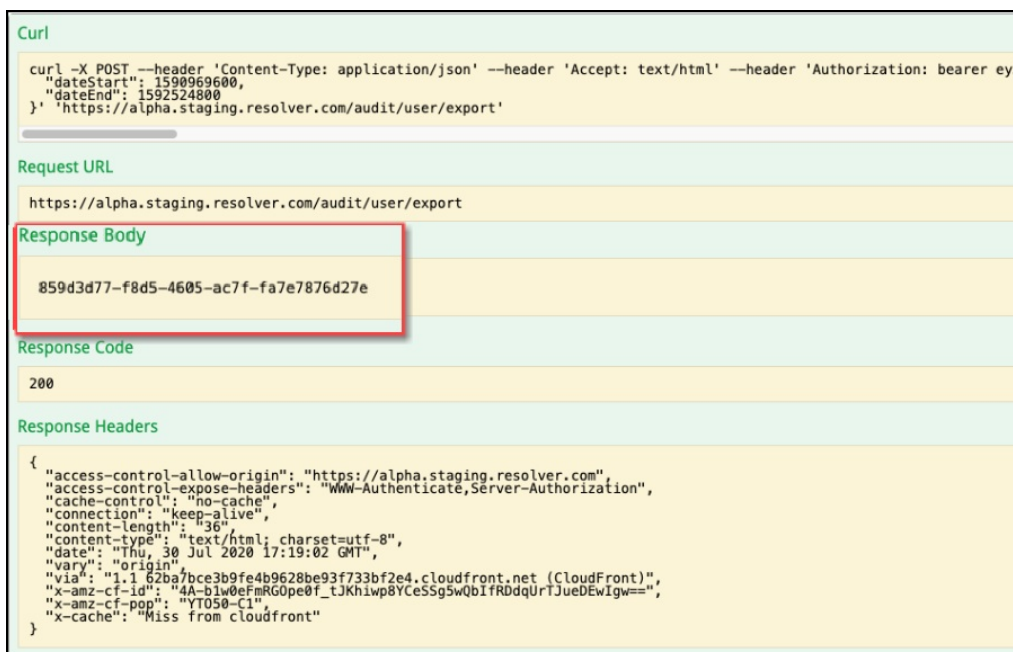 Curl
curl -X POST --header 'Content-Type: application/json' --header 'Accept: text/html' --header 'Authorization: bearer ey
"dateStart": 1590969600,
"dateEnd": 1592524800
}' 'https://alpha.staging.resolver.com/audit/user/export'
Request URL
https://alpha.staging.resolver.com/audit/user/export
Response Body
859d3d77-f8d5-4605-ac7f-fa7e7876d27e
Response Code
200
Response Headers
{
"access-control-allow-origin": "https://alpha.staging.resolver.com",
"access-control-expose-headers": "WWW-Authenticate,Server-Authorization",
"cache-control": "no-cache",
"connection": "keep-alive",
"content-length": "36",
"content-type": "text/html; charset=utf-8",
"date": "Thu, 30 Jul 2020 17:19:02 GMT",
"vary": "origin",
"via": "1.1 62ba7bce3b9fe4b9628be93f733bf2e4.cloudfront.net (CloudFront)",
"x-amz-cf-id": "4A-b1w0eFmRGOpe0f_tJKhiwp8YCeSSg5wQbIfRDdqUrTJueDEwIgw==",
"x-amz-cf-pop": "YTO50-C1",
"x-cache": "Miss from cloudfront"
}